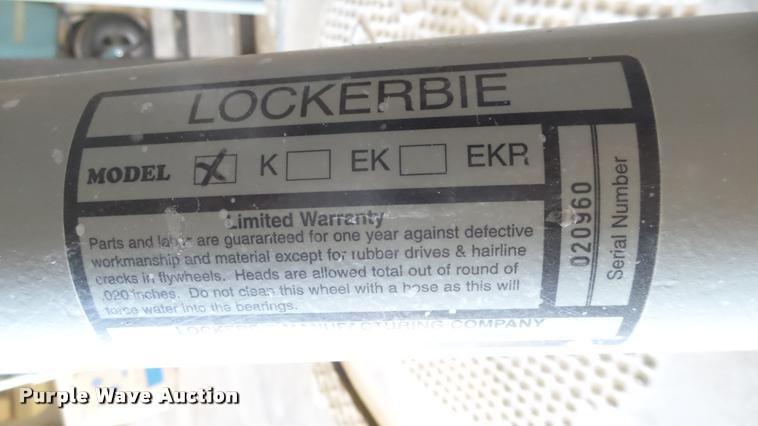 LOCKERBIE
MODEL ☒ K ☐ EK ☐ EKR
Limited Warranty
Parts and labor are guaranteed for one year against defective
workmanship and material except for rubber drives & hairline
cracks in flywheels. Heads are allowed total out of round of
.020 inches. Do not clean this wheel with a hose as this will
force water into the bearings.
LOCKERBIE MANUFACTURING COMPANY
020960
Serial Number
Purple Wave Auction